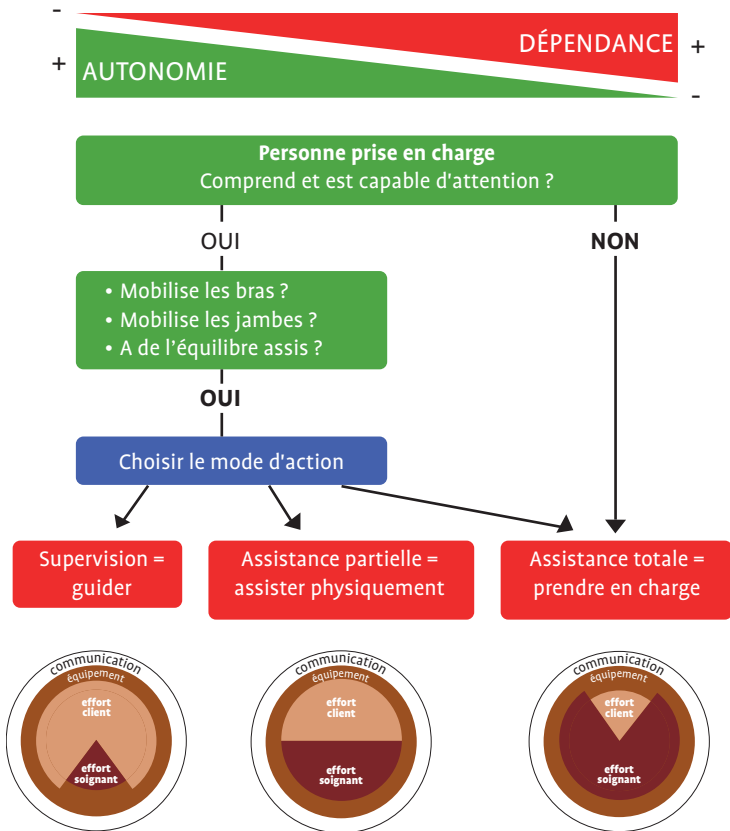 -
DÉPENDANCE
+
+
AUTONOMIE
-
Personne prise en charge
Comprend et est capable d'attention ?
OUI
NON
• Mobilise les bras ?
• Mobilise les jambes ?
• A de l'équilibre assis ?
OUI
Choisir le mode d'action
Supervision =
guider
Assistance partielle =
assister physiquement
Assistance totale =
prendre en charge
communication
équipement
effort
client
effort
soignant
communication
équipement
effort
client
effort
soignant
communication
équipement
effort
client
effort
soignant